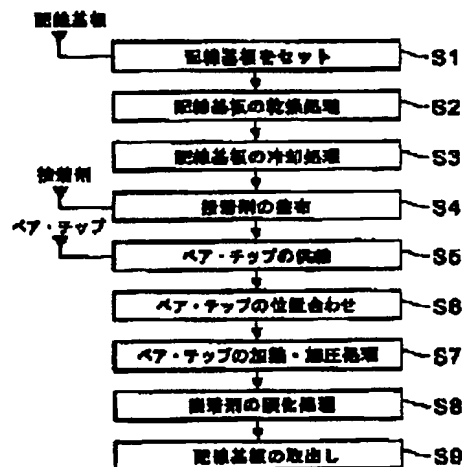 配線基板
配線基板をセット S1
配線基板の乾燥処理 S2
配線基板の冷却処理 S3
接着剤
接着剤の塗布 S4
ベア・チップ
ベア・チップの供給 S5
ベア・チップの位置合わせ S6
ベア・チップの加熱・加圧処理 S7
接着剤の硬化処理 S8
配線基板の取出し S9